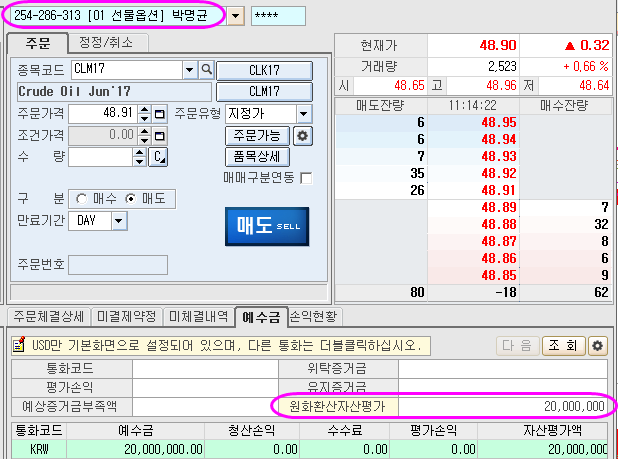 254-286-313 [01 선물옵션] 박명균 ****
주문 정정/취소
종목코드 CLM17 CLK17
Crude Oil Jun'17 CLM17
주문가격 48.91 주문유형 지정가
조건가격 0.00 주문가능
수 량 C 품목상세
매매구분연동
구 분 매수 매도
만료기간 DAY 매도 SELL
주문번호
현재가 48.90 ▲ 0.32
거래량 2,523 + 0,66 %
시 48.65 고 48.96 저 48.64
매도잔량 11:14:22 매수잔량
6 48.95
6 48.94
7 48.93
35 48.92
26 48.91
48.89 7
48.88 32
48.87 8
48.86 6
48.85 9
80 -18 62
주문체결상세 미결제약정 미체결내역 예수금 손익현황
USD만 기본화면으로 설정되어 있으며, 다른 통화는 더블클릭하십시오. 다 음 조 회
통화코드 위탁증거금
평가손익 유지증거금
예상증거금부족액 원화환산자산평가 20,000,000
통화코드 예수금 청산손익 수수료 평가손익 자산평가액
KRW 20,000,000.00 0.00 0.00 0.00 20,000,000.00